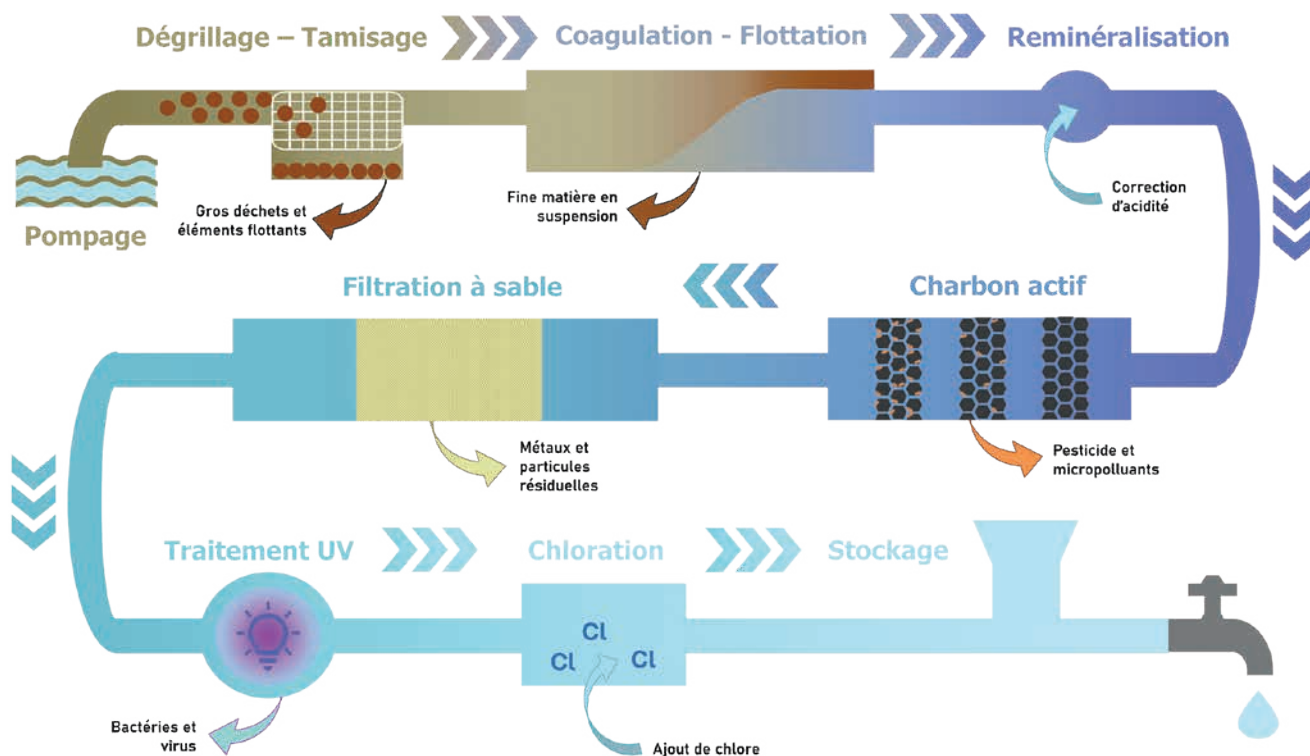 Dégrillage – Tamisage
Coagulation - Flottation
Reminéralisation
Pompage
Gros déchets et
éléments flottants
Fine matière en
suspension
Correction
d'acidité
Filtration à sable
Charbon actif
Métaux et
particules
résiduelles
Pesticide et
micropolluants
Traitement UV
Chloration
Stockage
Cl
Cl
Cl
Bactéries et
virus
Ajout de chlore